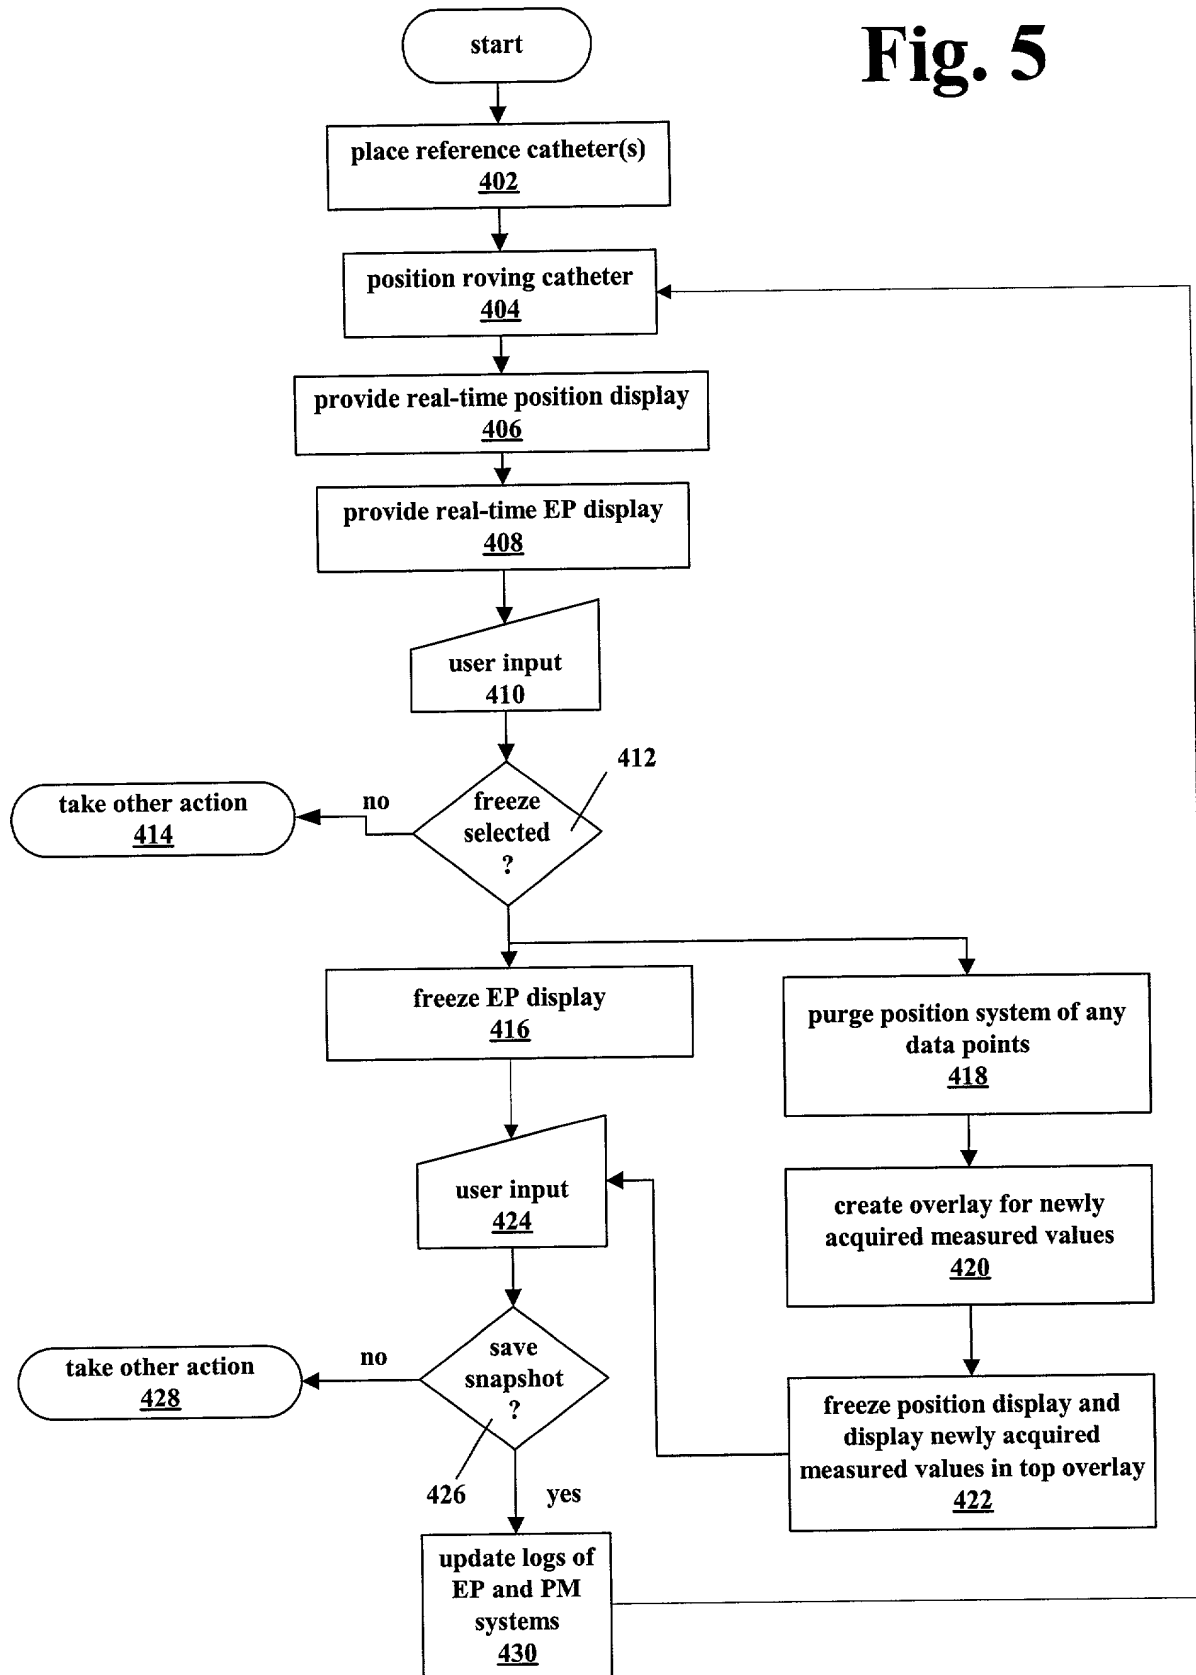 Fig. 5
start
place reference catheter(s)
402
position roving catheter
404
provide real-time position display
406
provide real-time EP display
408
user input
410
412
freeze
selected
?
no
take other action
414
freeze EP display
416
purge position system of any
data points
418
create overlay for newly
acquired measured values
420
freeze position display and
display newly acquired
measured values in top overlay
422
user input
424
save
snapshot
?
no
take other action
428
426
yes
update logs of
EP and PM
systems
430